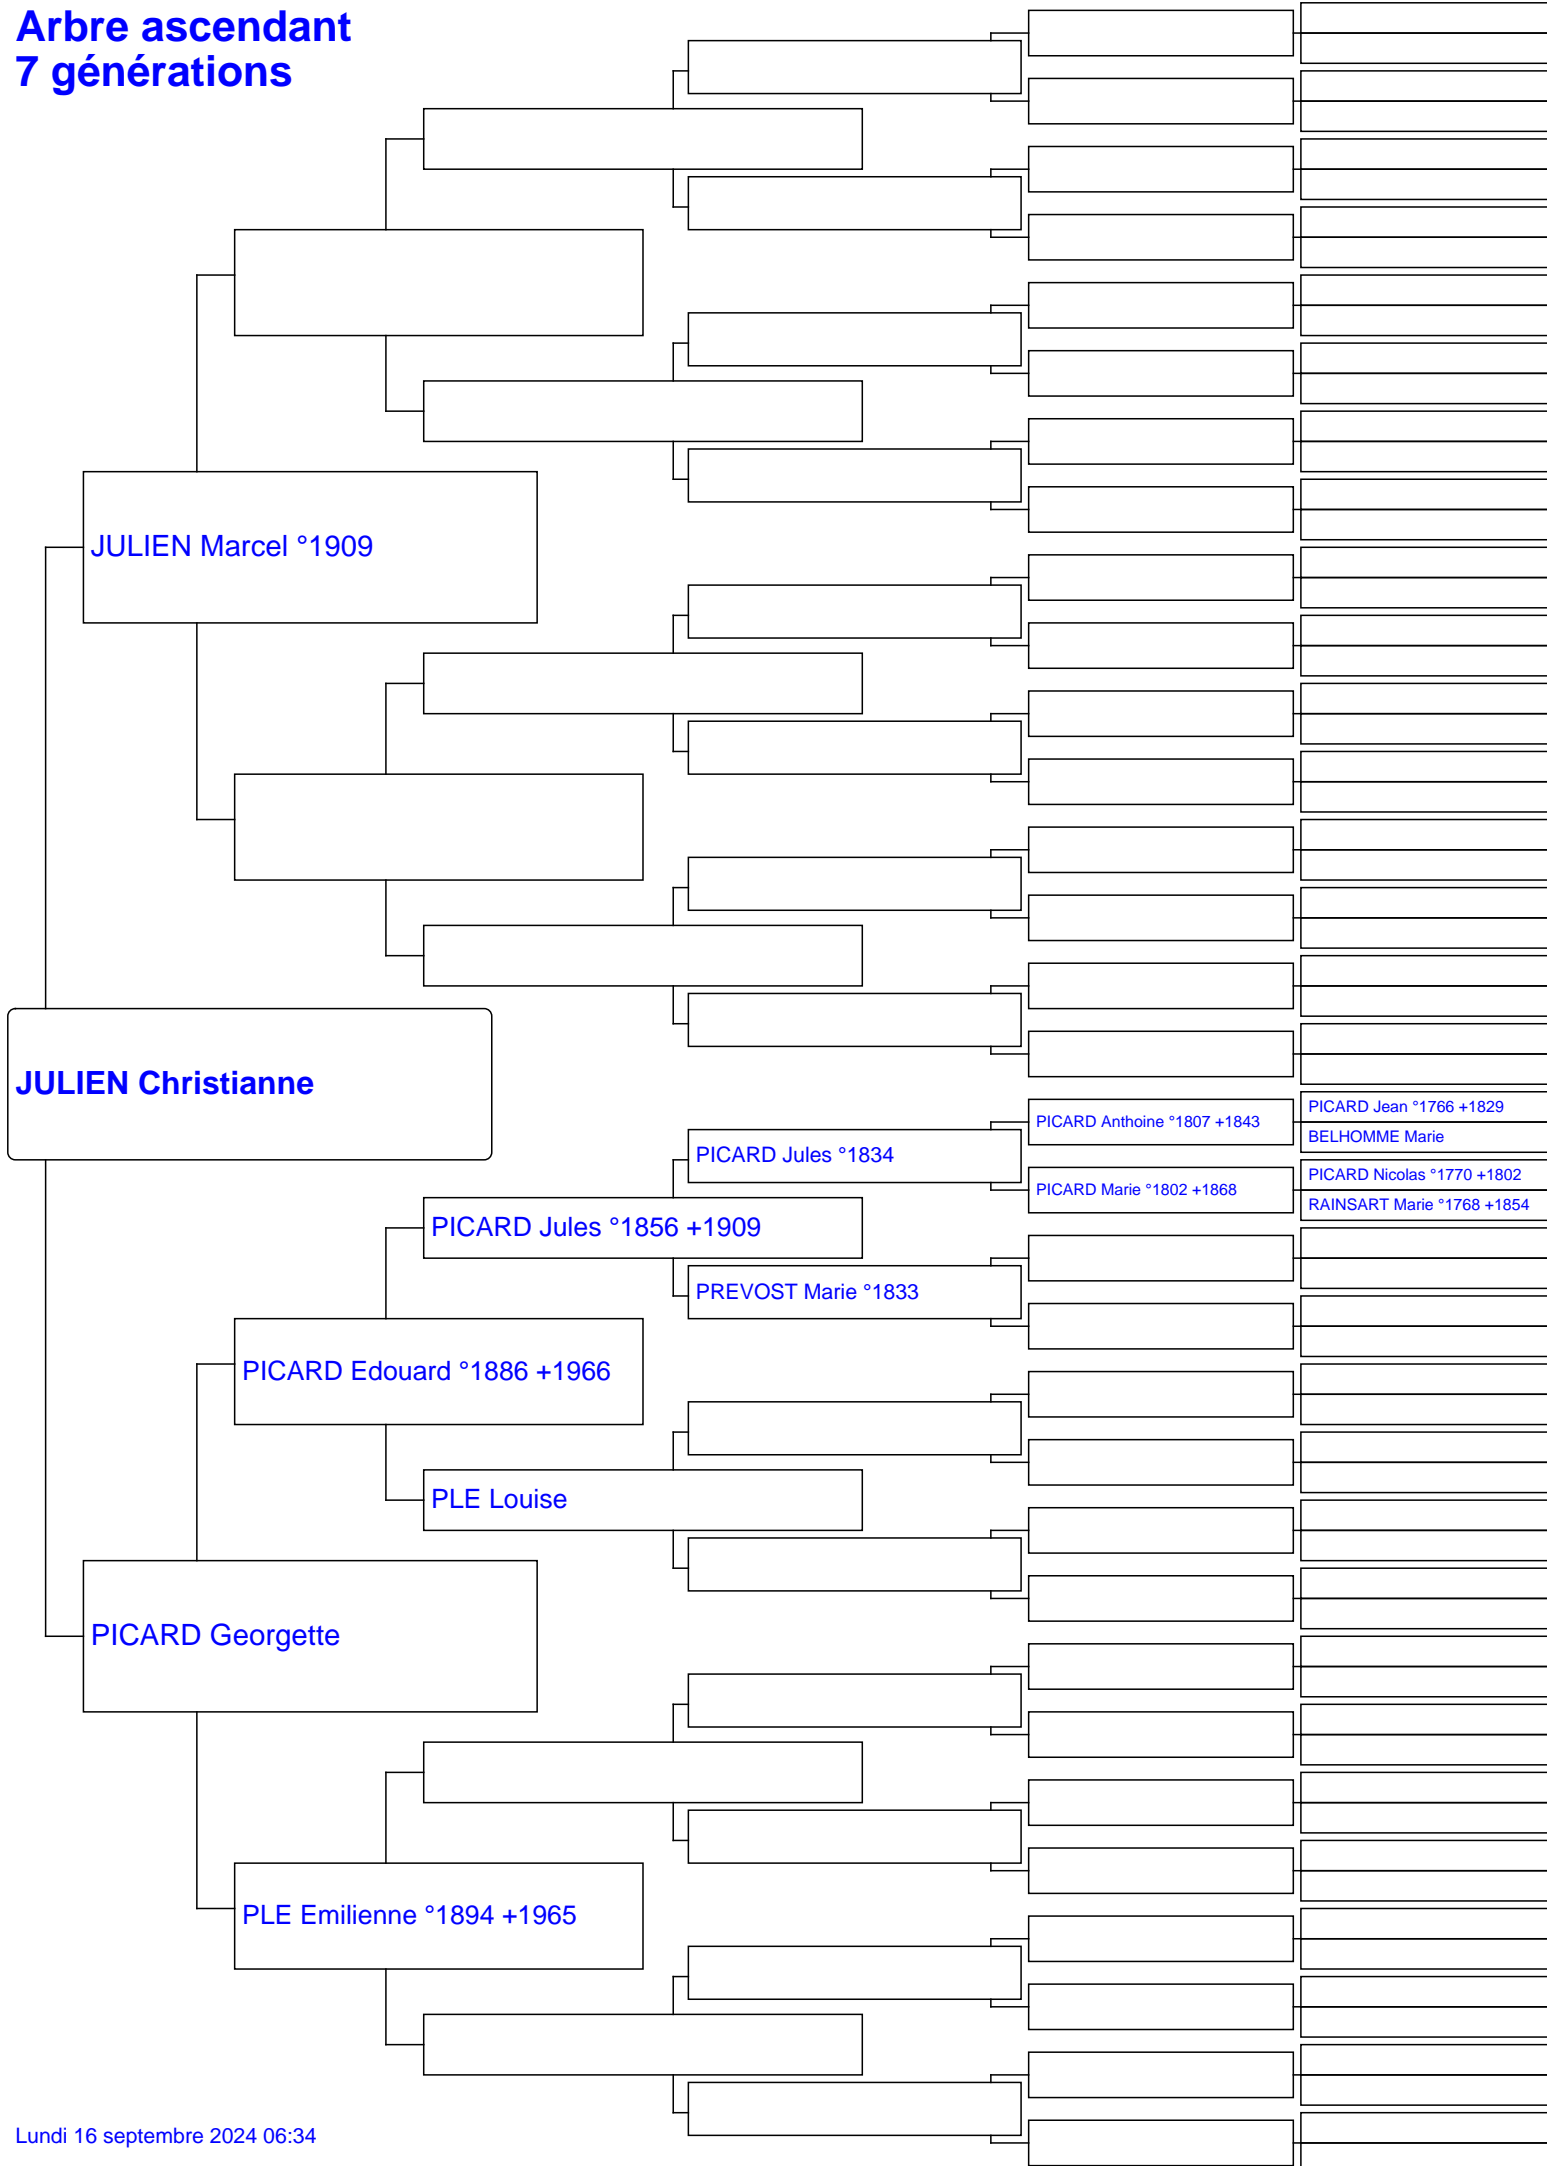 Arbre ascendant
7 générations
JULIEN Marcel °1909
JULIEN Christianne
PICARD Anthoine °1807 +1843
PICARD Jean °1766 +1829
BELHOMME Marie
PICARD Jules °1834
PICARD Marie °1802 +1868
PICARD Nicolas °1770 +1802
RAINSART Marie °1768 +1854
PICARD Jules °1856 +1909
PREVOST Marie °1833
PICARD Edouard °1886 +1966
PLE Louise
PICARD Georgette
PLE Emilienne °1894 +1965
Lundi 16 septembre 2024 06:34